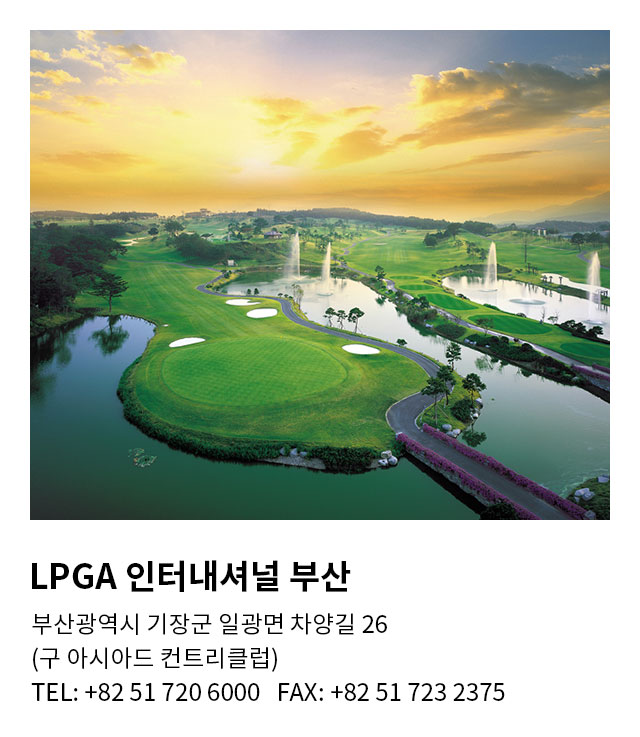 LPGA 인터내셔널 부산
부산광역시 기장군 일광면 차양길 26
(구 아시아드 컨트리클럽)
TEL: +82 51 720 6000 FAX: +82 51 723 2375